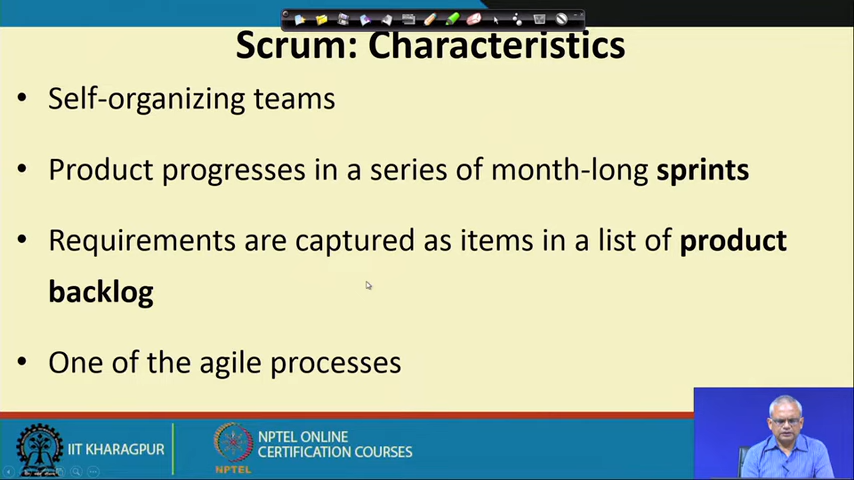 Scrum: Characteristics
• Self-organizing teams
• Product progresses in a series of month-long sprints
• Requirements are captured as items in a list of product
backlog
• One of the agile processes
IIT KHARAGPUR
NPTEL
NPTEL ONLINE
CERTIFICATION COURSES